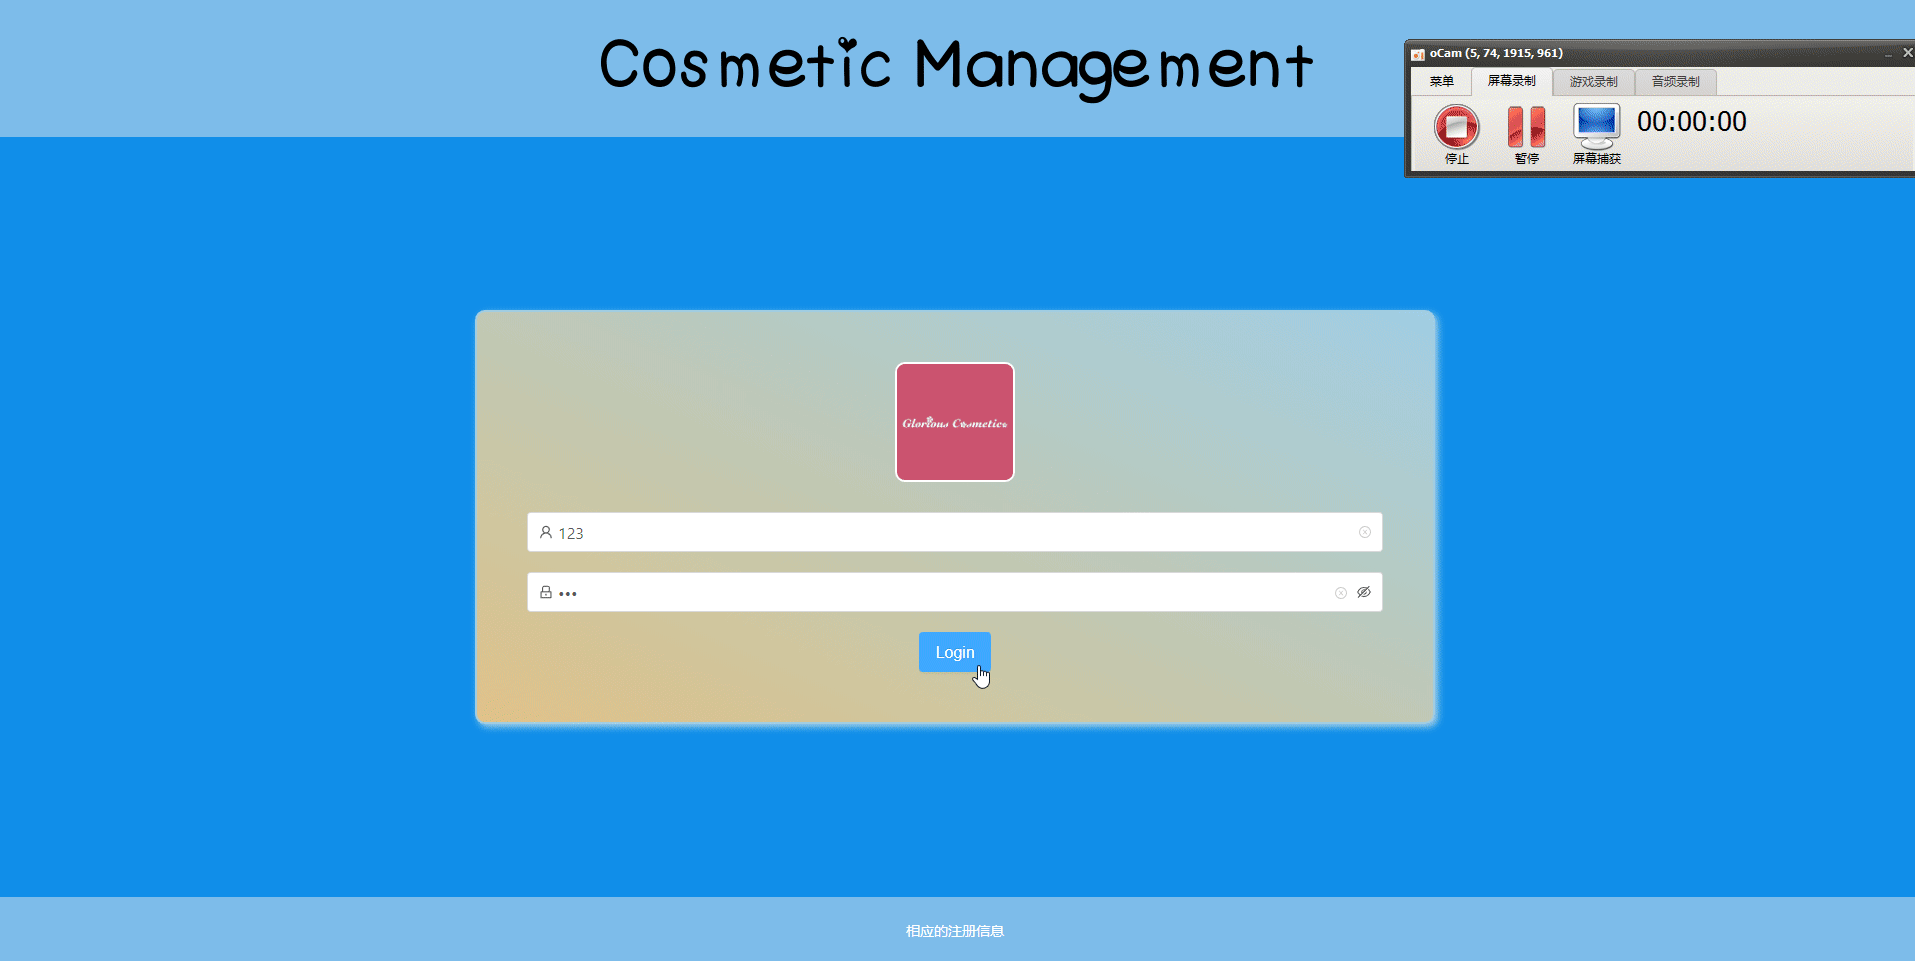 Cosmetic Management
oCam (5, 74, 1915, 961)
菜单 屏幕录制 游戏录制 音频录制
00:00:00
停止 暂停 屏幕捕获
Glorious Cosmetics
123
•••
Login
相应的注册信息